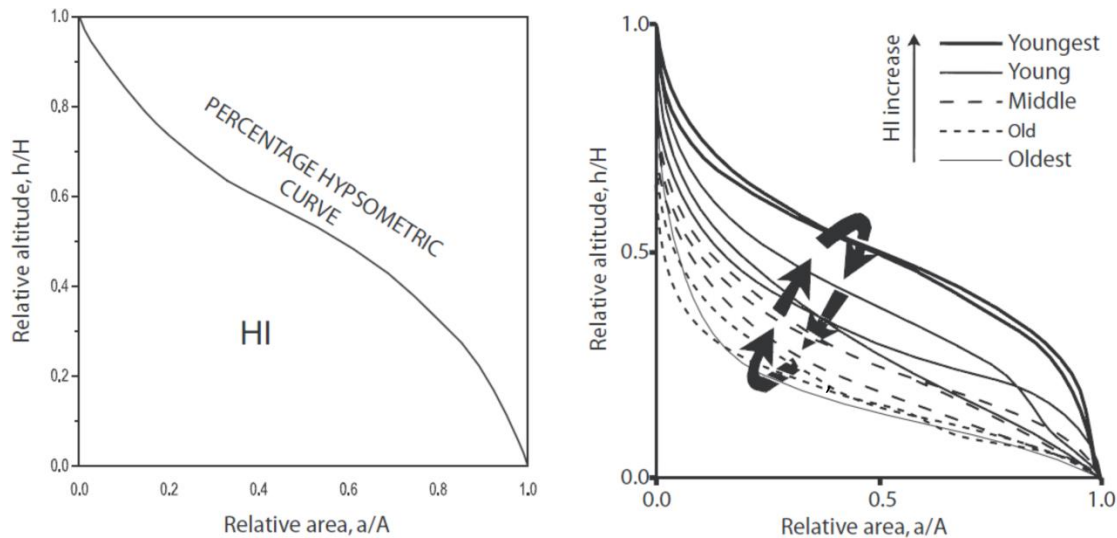 1.0
0.8
0.6
0.4
0.2
0.0
Relative altitude, h/H
PERCENTAGE HYPSOMETRIC
CURVE
HI
0.0 0.2 0.4 0.6 0.8 1.0
Relative area, a/A
1.0
0.5
0.0
Relative altitude, h/H
HI increase
Youngest
Young
Middle
Old
Oldest
0.0 0.5 1.0
Relative area, a/A